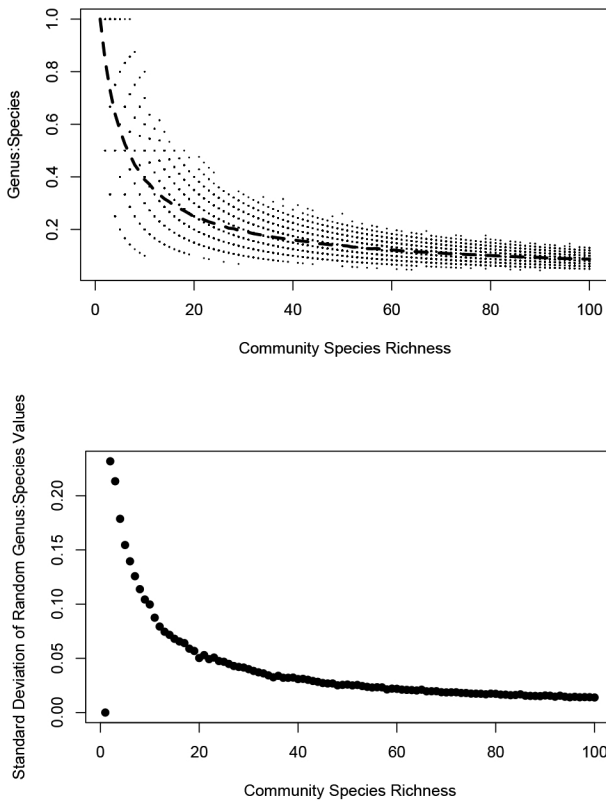 1.0
0.8
0.6
0.4
0.2
Genus:Species
0 20 40 60 80 100
Community Species Richness
0.20
0.15
0.10
0.05
0.00
Standard Deviation of Random Genus:Species Values
0 20 40 60 80 100
Community Species Richness